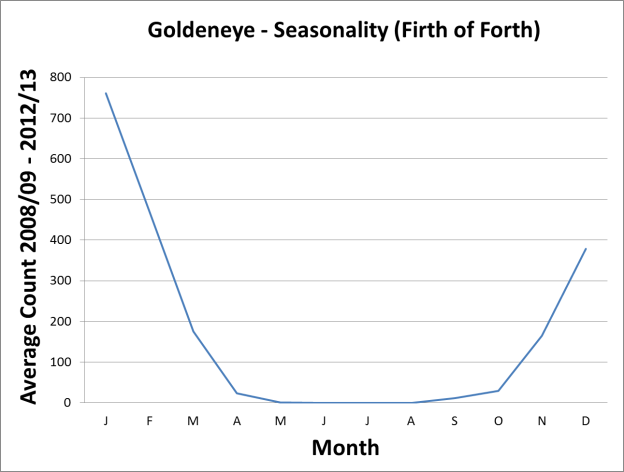 Goldeneye - Seasonality (Firth of Forth)
Average Count 2008/09 - 2012/13
800
700
600
500
400
300
200
100
0
J F M A M J J A S O N D
Month